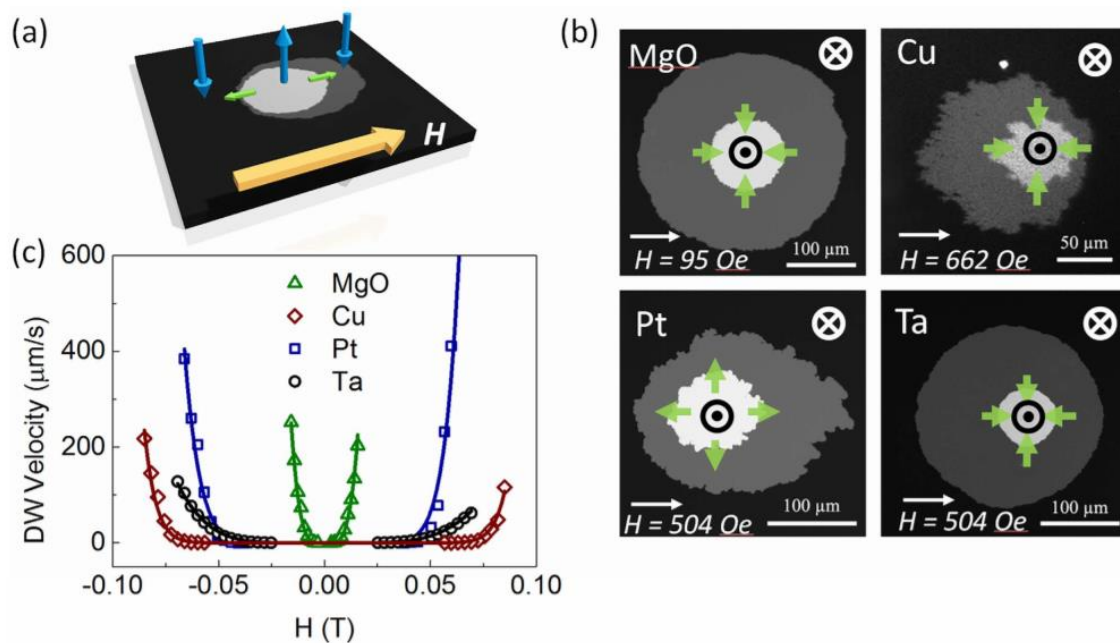 (a)
H
(b)
MgO
H = 95 Oe
100 µm
Cu
H = 662 Oe
50 µm
Pt
H = 504 Oe
100 µm
Ta
H = 504 Oe
100 µm
(c)
600
400
200
0
DW Velocity (µm/s)
MgO
Cu
Pt
Ta
-0.10
-0.05
0.00
0.05
0.10
H (T)